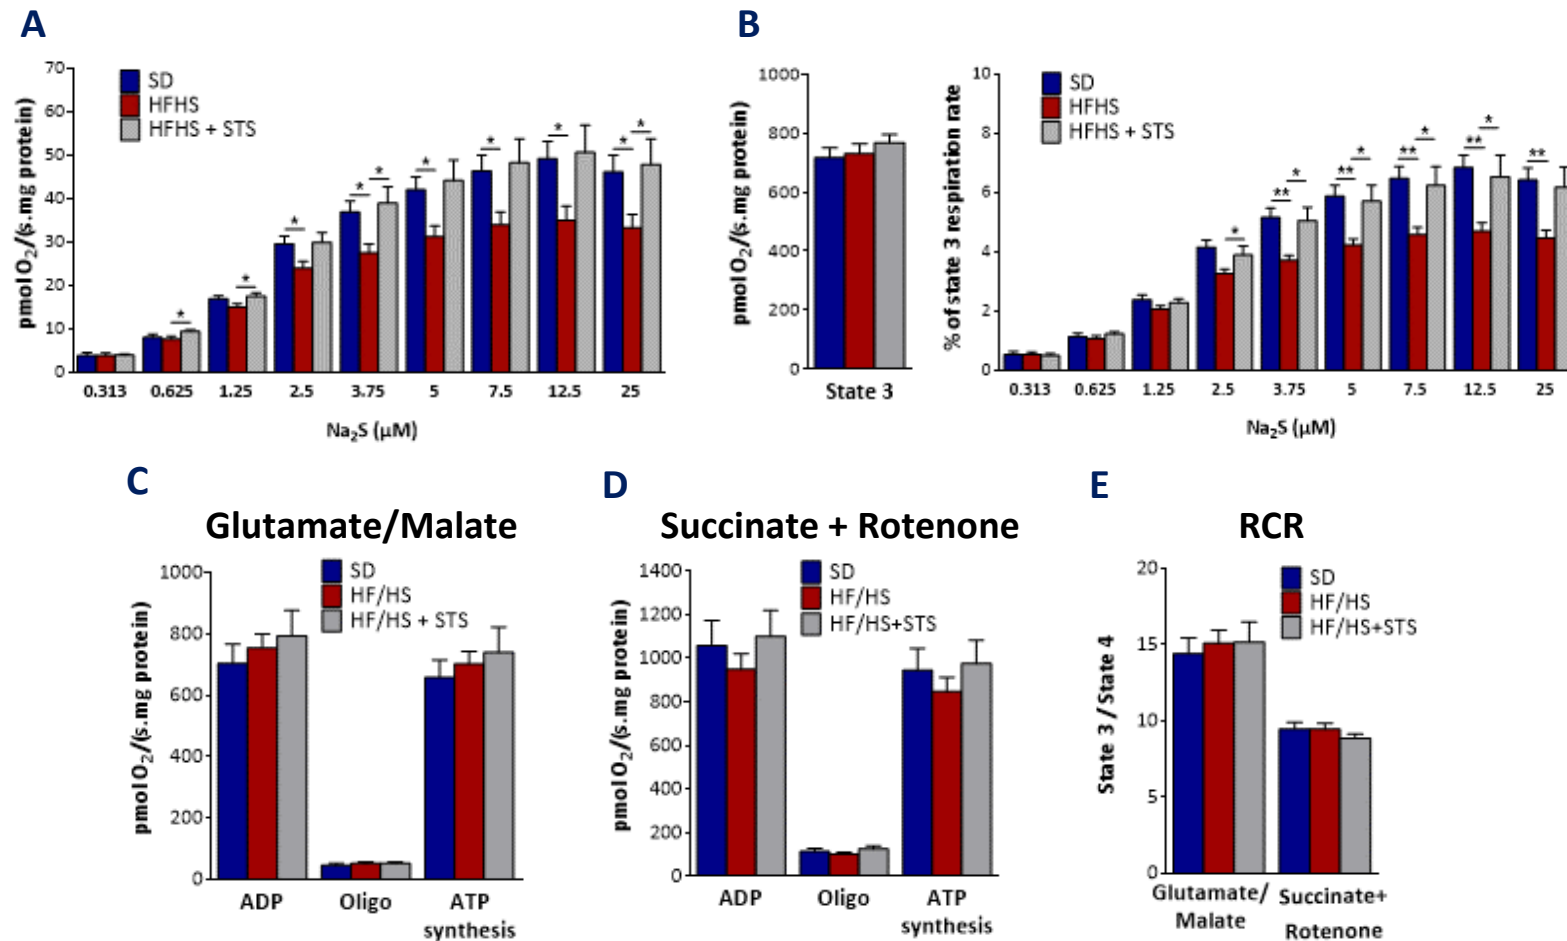 A
B
70
60
50
40
30
20
10
0
pmol O₂/(s.mg protein)
SD
HFHS
HFHS + STS
*
*
*
*
*
*
*
*
*
*
0.313 0.625 1.25 2.5 3.75 5 7.5 12.5 25
Na₂S (µM)
1000
800
600
400
200
0
pmol O₂/(s.mg protein)
State 3
10
8
6
4
2
0
% of state 3 respiration rate
SD
HFHS
HFHS + STS
*
**
*
**
*
**
*
**
*
**
0.313 0.625 1.25 2.5 3.75 5 7.5 12.5 25
Na₂S (µM)
C
Glutamate/Malate
1000
800
600
400
200
0
pmol O₂/(s.mg protein)
SD
HF/HS
HF/HS + STS
ADP Oligo ATP
synthesis
D
Succinate + Rotenone
1400
1200
1000
800
600
400
200
0
pmol O₂/(s.mg protein)
SD
HF/HS
HF/HS+STS
ADP Oligo ATP
synthesis
E
RCR
20
15
10
5
0
State 3 / State 4
SD
HF/HS
HF/HS+STS
Glutamate/
Malate
Succinate+
Rotenone